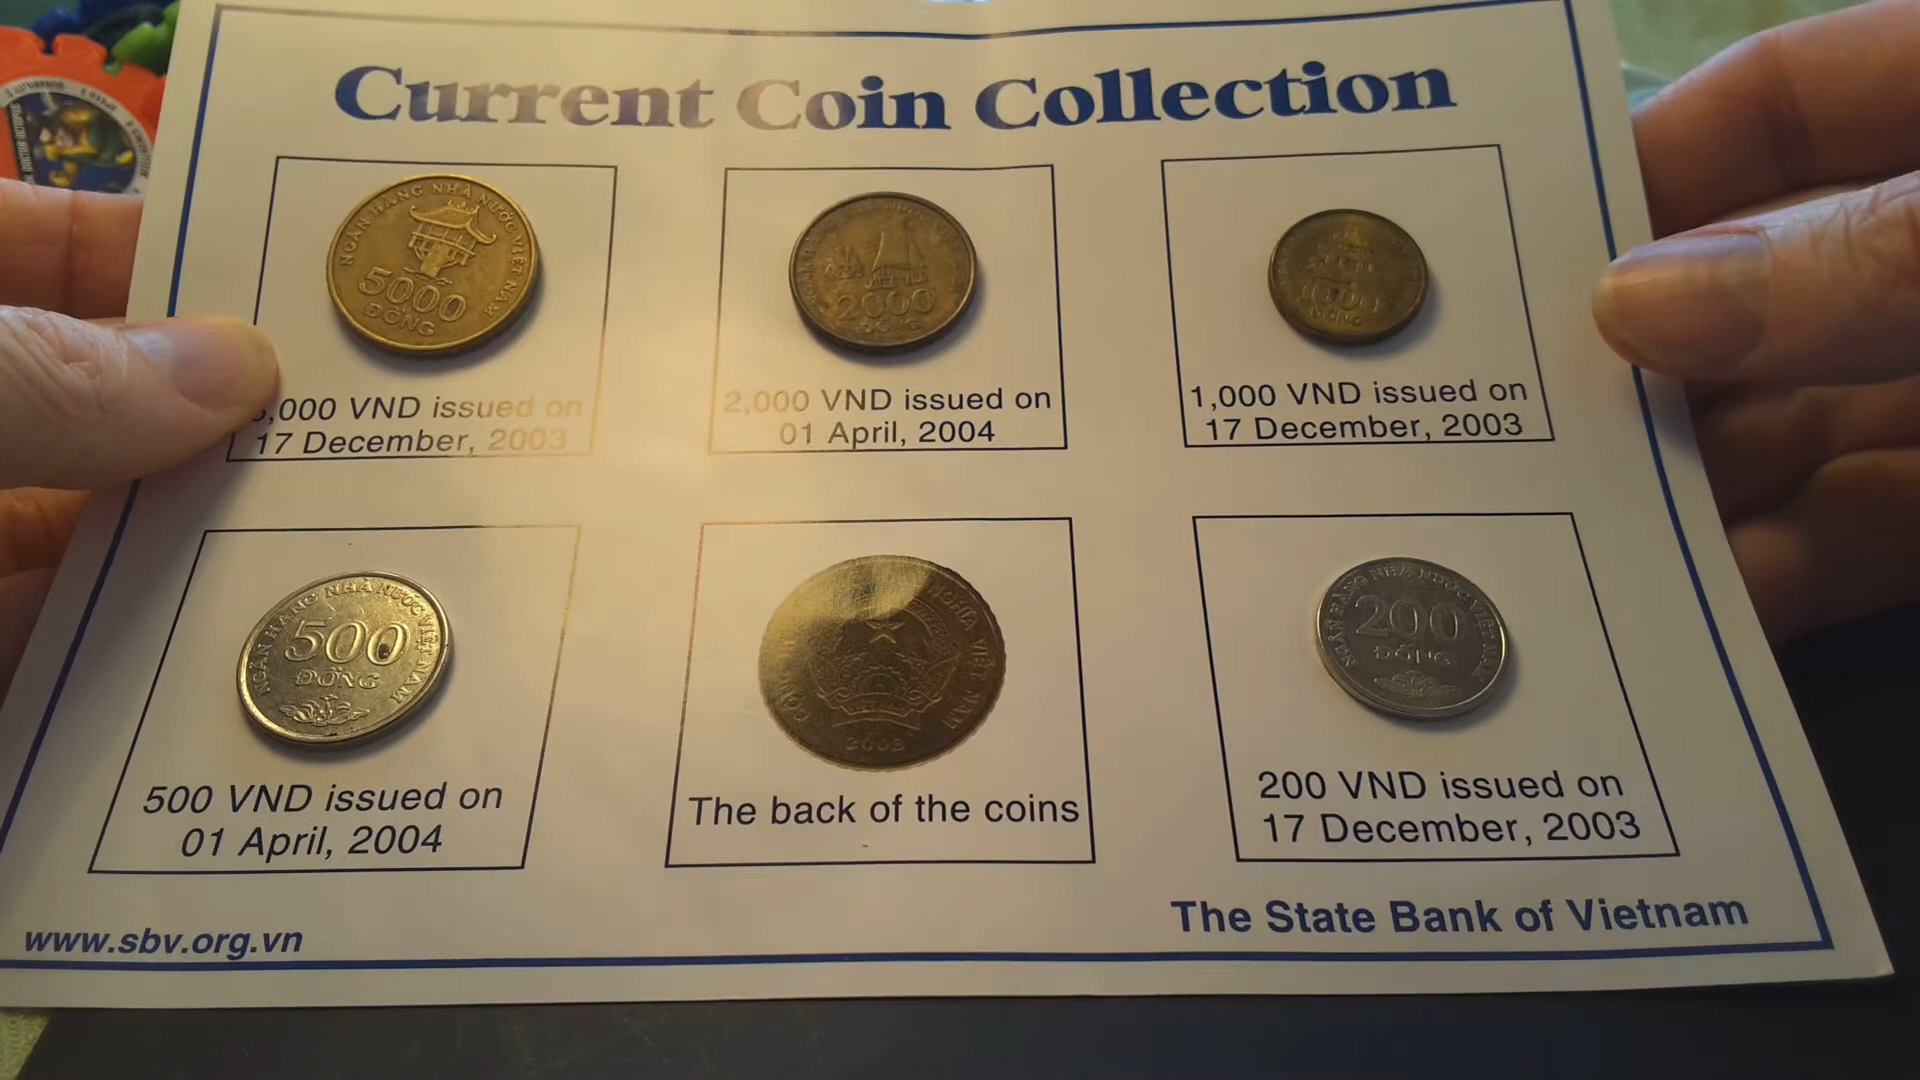 Current Coin Collection
NGÂN HÀNG NHÀ NƯỚC VIỆT NAM
5000
ĐỒNG
,000 VND issued on
17 December, 2003
2000
ĐỒNG
2,000 VND issued on
01 April, 2004
ĐỒNG
1,000 VND issued on
17 December, 2003
NGÂN HÀNG NHÀ NƯỚC VIỆT NAM
500
ĐỒNG
500 VND issued on
01 April, 2004
NGHĨA VIỆT NAM
2003
The back of the coins
NGÂN HÀNG NHÀ NƯỚC VIỆT NAM
200
ĐỒNG
200 VND issued on
17 December, 2003
www.sbv.org.vn
The State Bank of Vietnam